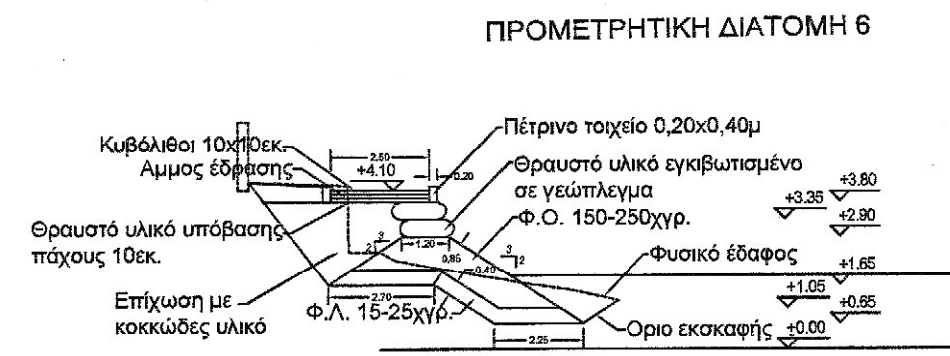 ΠΡΟΜΕΤΡΗΤΙΚΗ ΔΙΑΤΟΜΗ 6
Κυβόλιθοι 10x10εκ.
Αμμος έδρασης
2.50
+4.10
0.20
Πέτρινο τοιχείο 0,20x0,40μ
Θραυστό υλικό εγκιβωτισμένο
σε γεώπλεγμα
Φ.Ο. 150-250χγρ.
+3.80
+3.35
+2.90
Θραυστό υλικό υπόβασης
πάχους 10εκ.
3
2
1.20
0,85
3
2
0.40
Φυσικό έδαφος
+1.65
+1.05
+0.65
Επίχωση με
κοκκώδες υλικό
2.70
Φ.Λ. 15-25χγρ.
2.25
Οριο εκσκαφής
+0.00